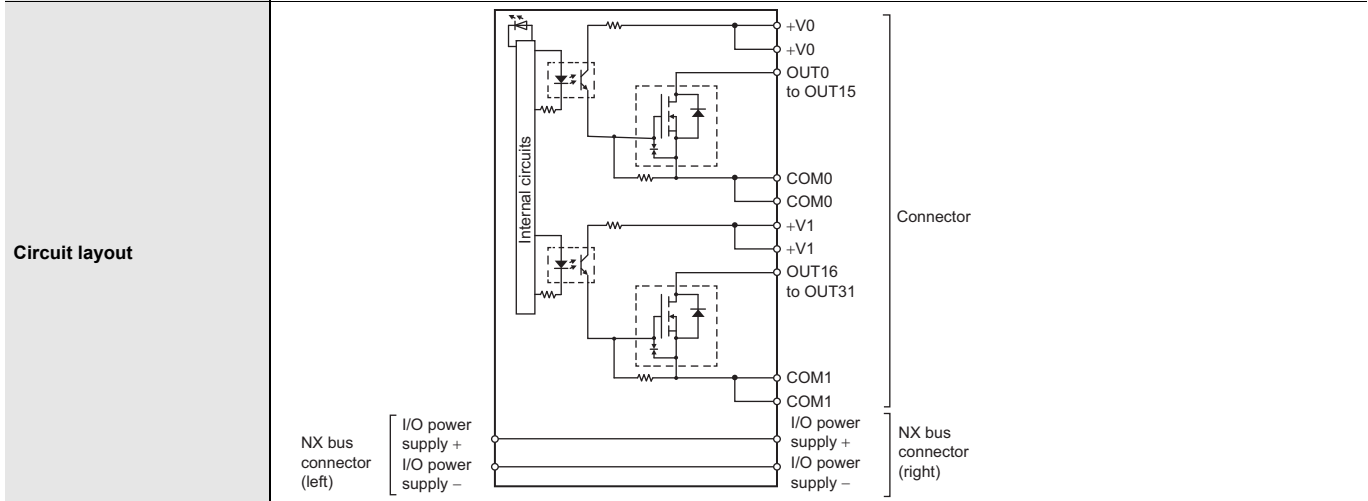 Circuit layout
Internal circuits
+V0
+V0
OUT0
to OUT15
COM0
COM0
+V1
+V1
OUT16
to OUT31
COM1
COM1
Connector
NX bus
connector
(left)
I/O power
supply +
I/O power
supply −
I/O power
supply +
I/O power
supply −
NX bus
connector
(right)